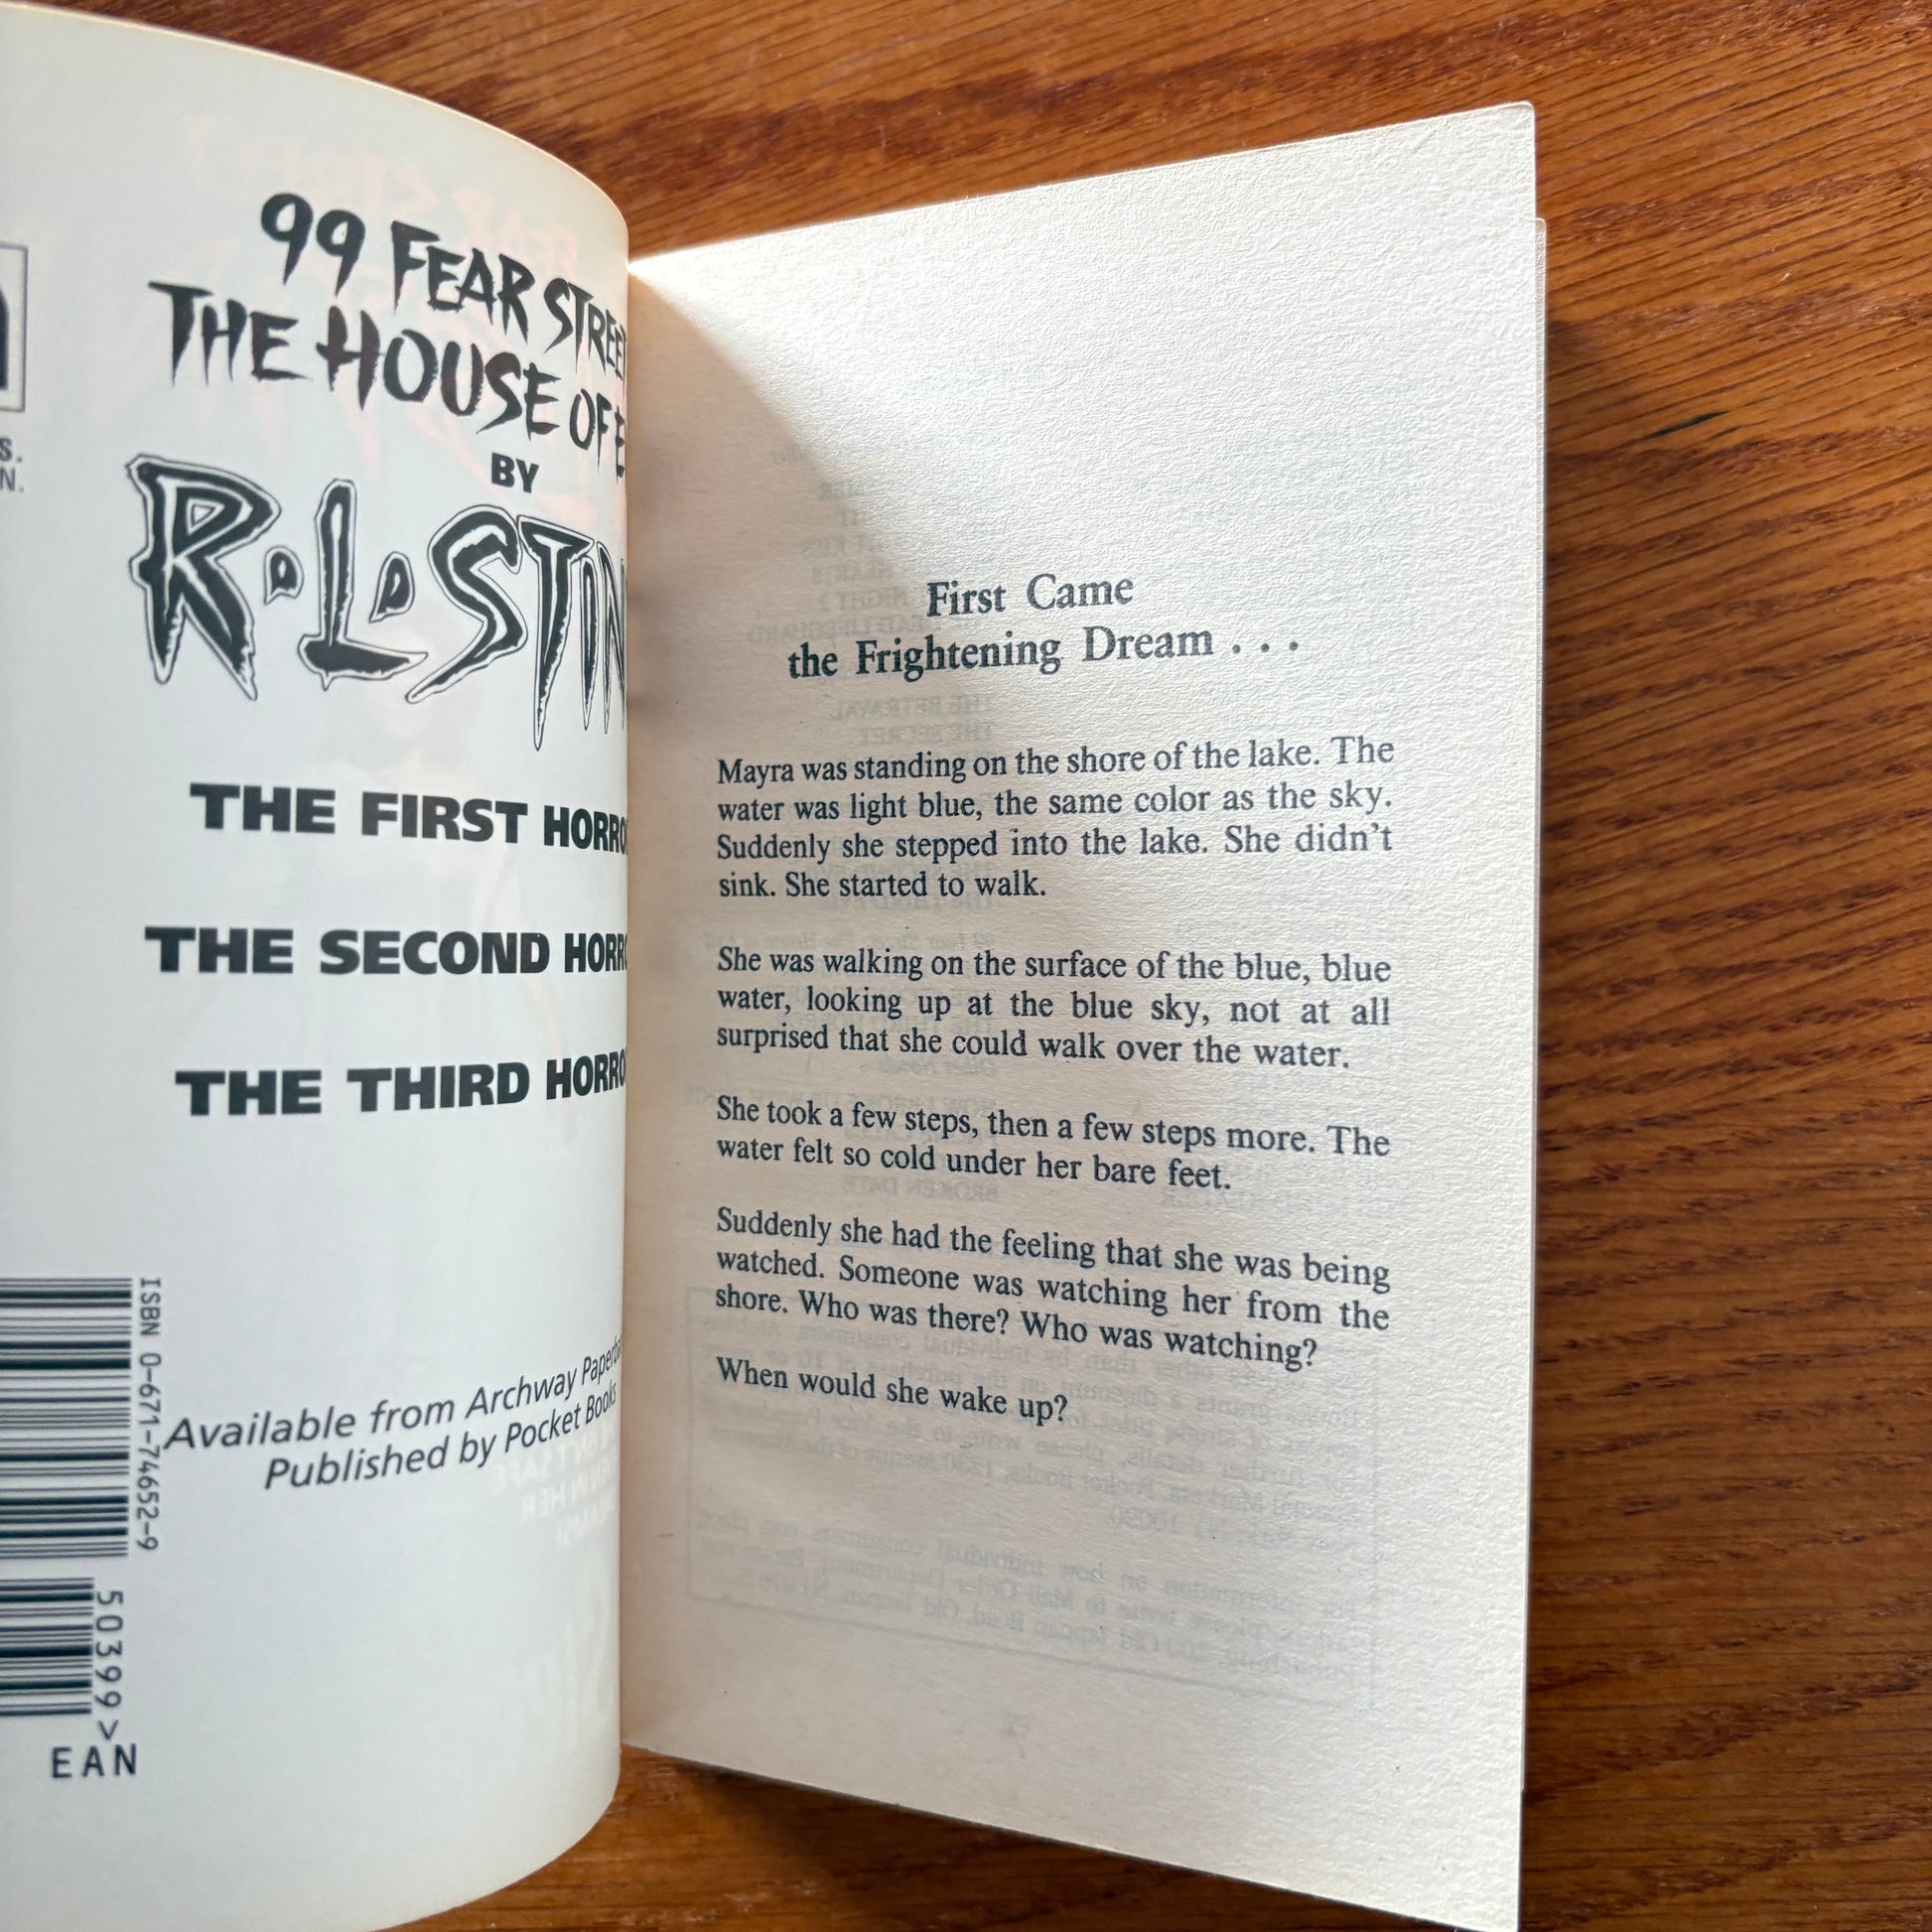 S.
N.
99 FEAR STREET
THE HOUSE OF
BY
R·L·STIN
THE FIRST HORRO
THE SECOND HORR
THE THIRD HORRO
Available from Archway Paperb
Published by Pocket Books
ISBN 0-671-74652-9
50399>
EAN
First Came
the Frightening Dream . . .
Mayra was standing on the shore of the lake. The
water was light blue, the same color as the sky.
Suddenly she stepped into the lake. She didn't
sink. She started to walk.
She was walking on the surface of the blue, blue
water, looking up at the blue sky, not at all
surprised that she could walk over the water.
She took a few steps, then a few steps more. The
water felt so cold under her bare feet.
Suddenly she had the feeling that she was being
watched. Someone was watching her from the
shore. Who was there? Who was watching?
When would she wake up?